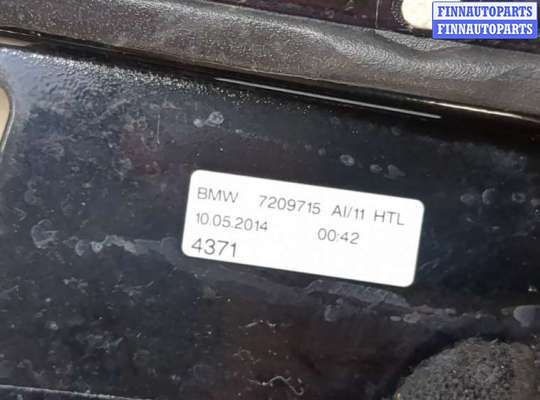 FINNAUTOPARTS
FINNAUTOPARTS
BMW 7209715 AI/11 HTL
10.05.2014 00:42
4371